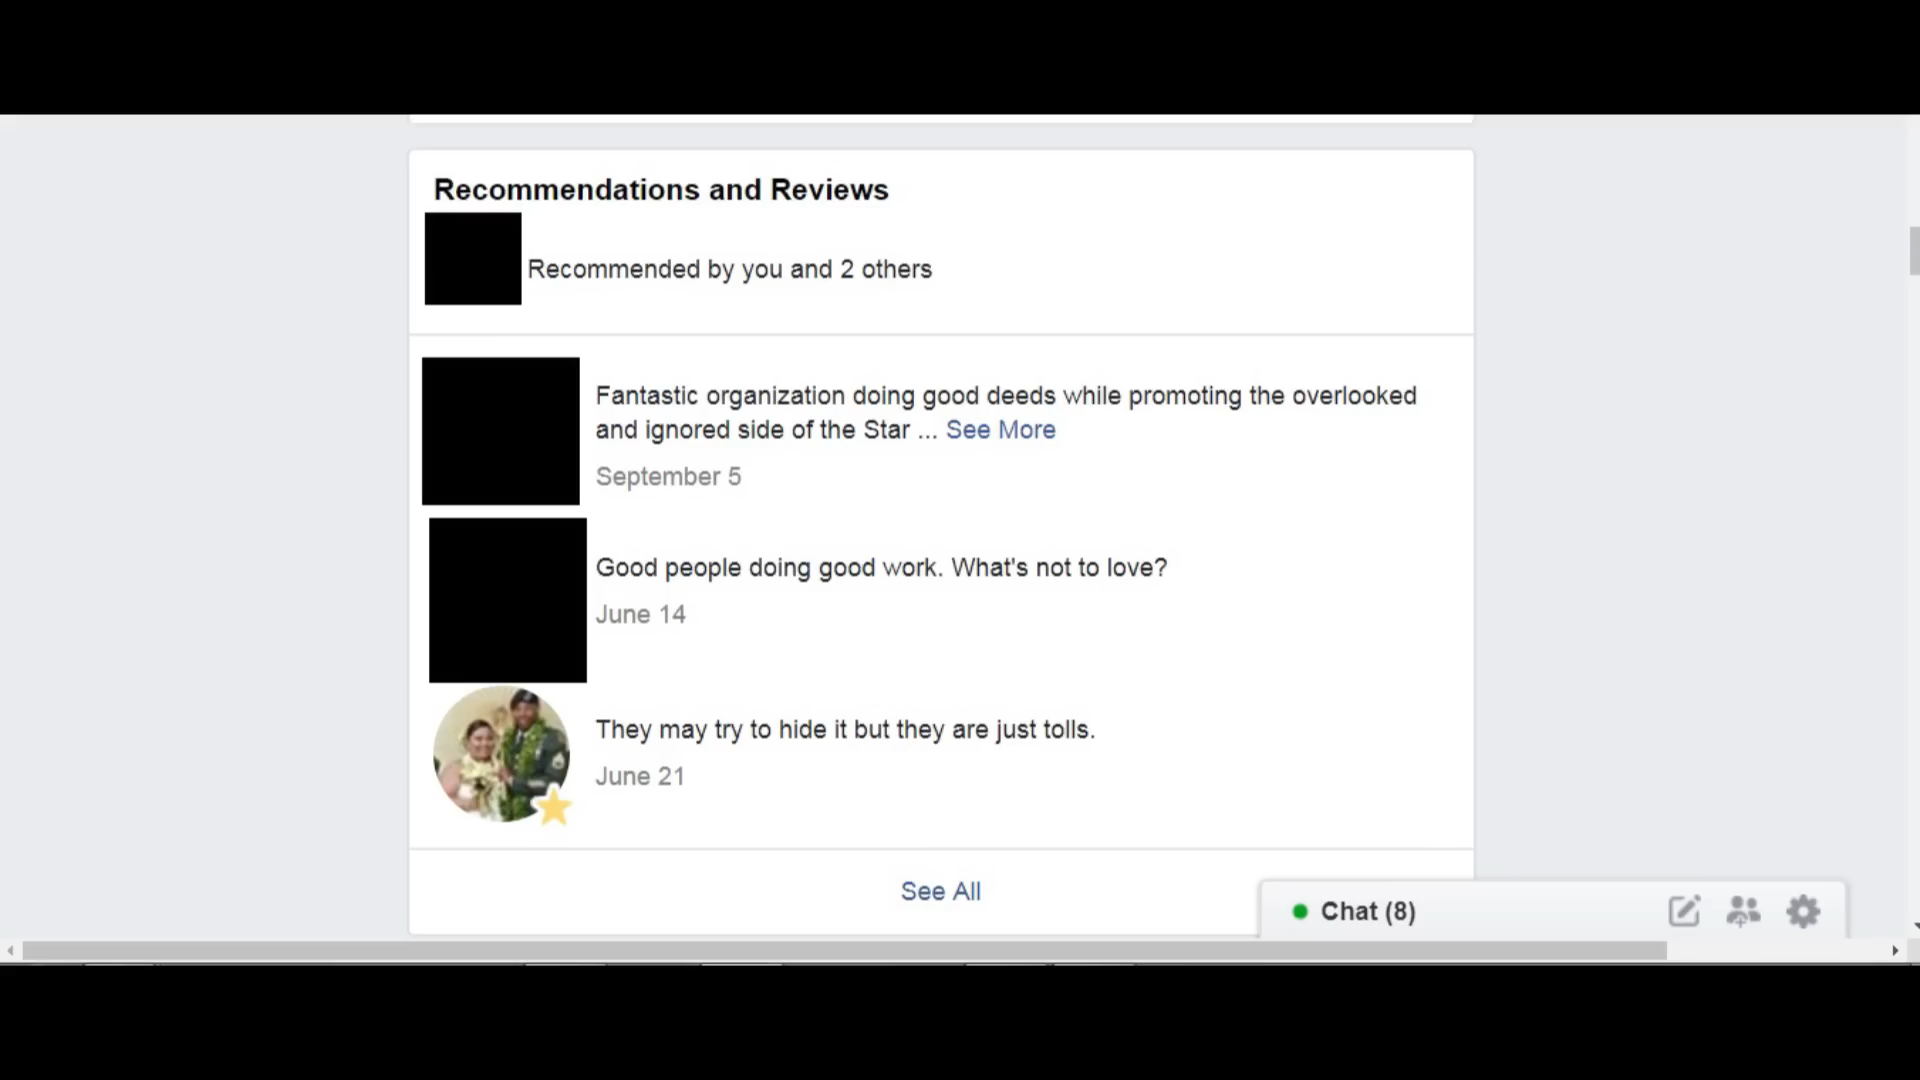 Recommendations and Reviews
Recommended by you and 2 others
Fantastic organization doing good deeds while promoting the overlooked
and ignored side of the Star ... See More
September 5
Good people doing good work. What's not to love?
June 14
They may try to hide it but they are just tolls.
June 21
See All
Chat (8)